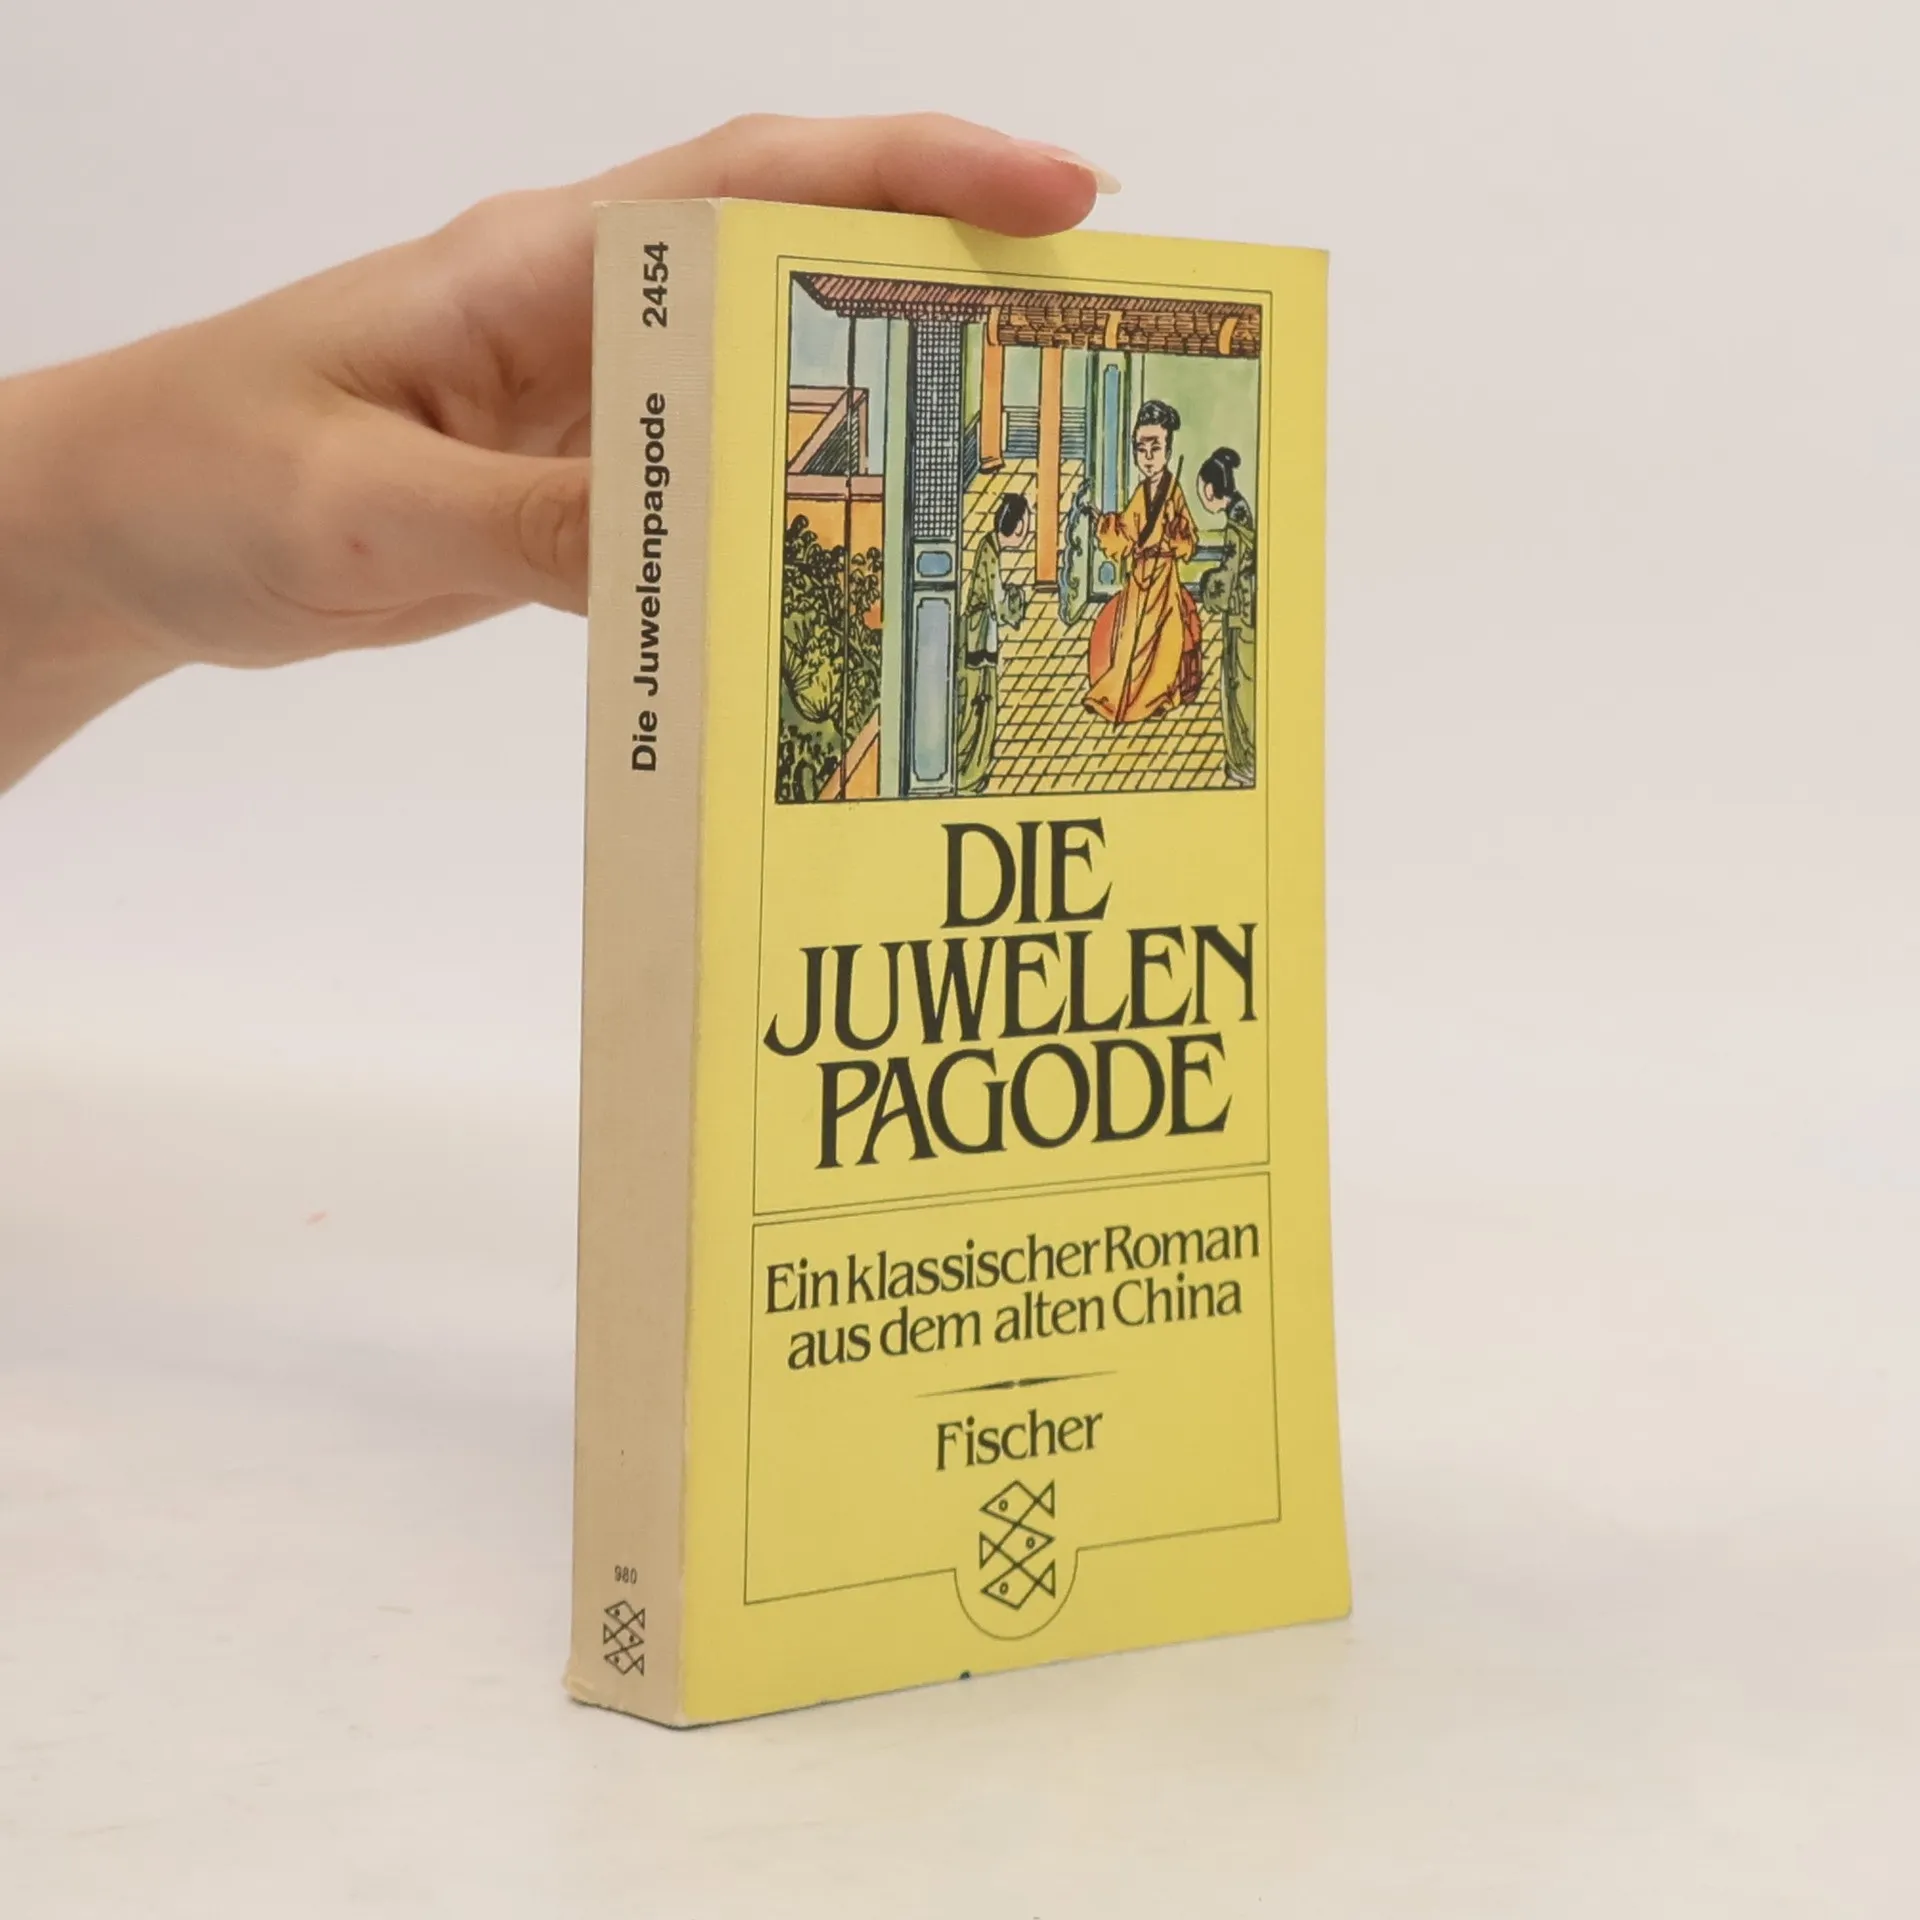 Die Juwelenpagode 2454
980
DIE
JUWELEN
PAGODE
Ein klassischer Roman
aus dem alten China
Fischer